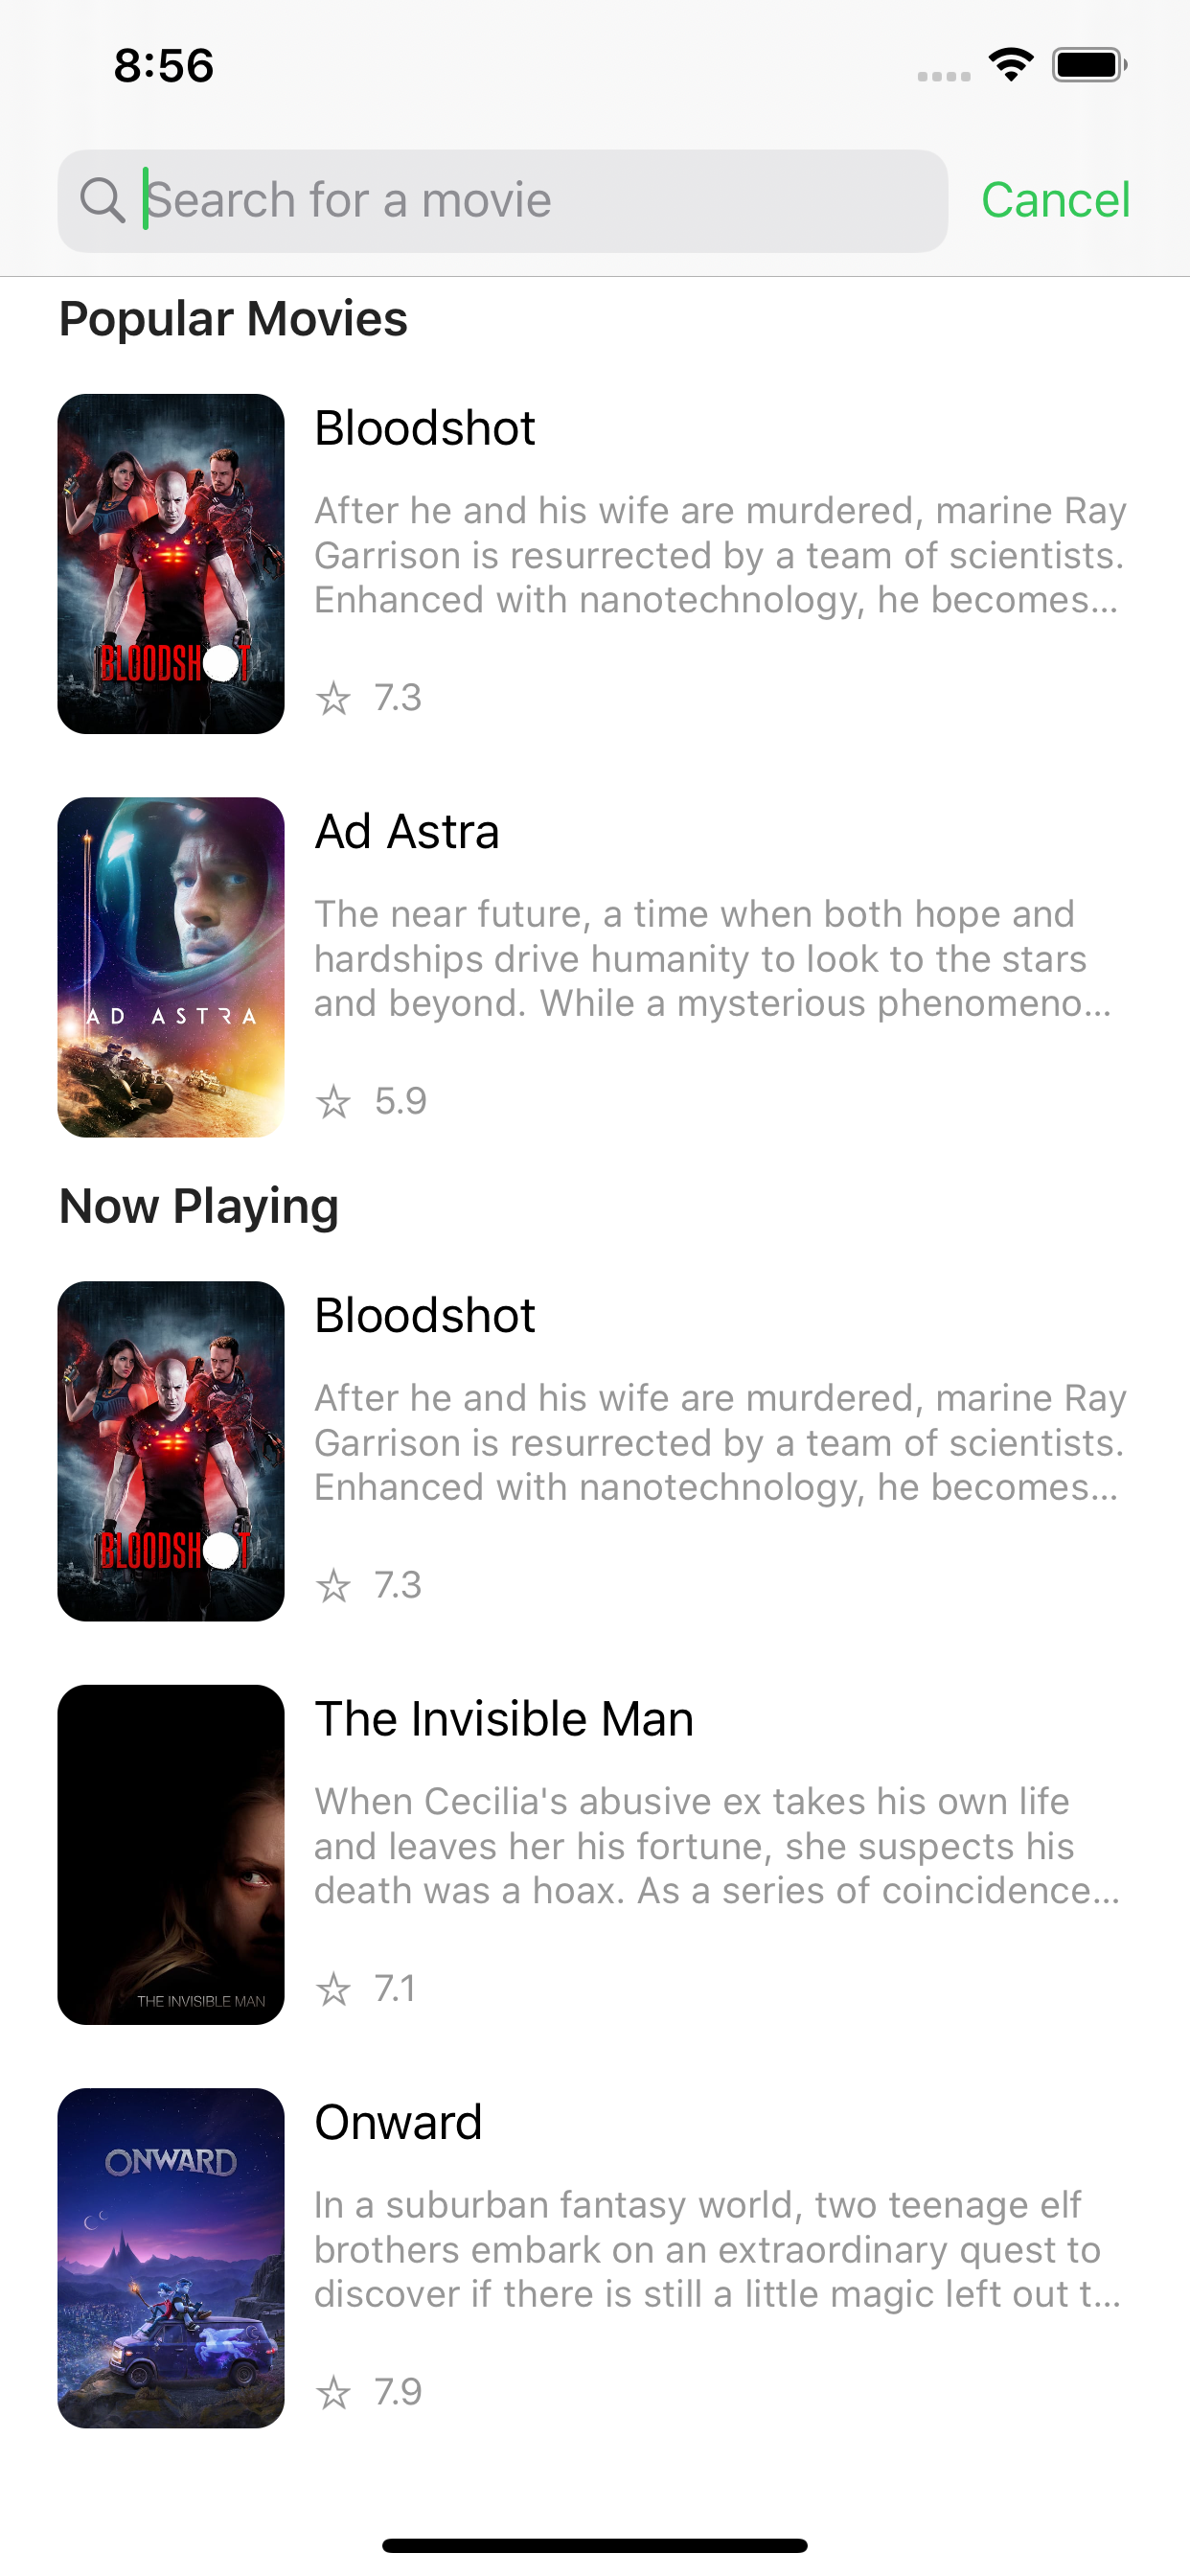 8:56
Search for a movie
Cancel
Popular Movies
Bloodshot
After he and his wife are murdered, marine Ray
Garrison is resurrected by a team of scientists.
Enhanced with nanotechnology, he becomes...
BLOODSHOT
7.3
Ad Astra
The near future, a time when both hope and
hardships drive humanity to look to the stars
and beyond. While a mysterious phenomeno...
AD ASTRA
5.9
Now Playing
Bloodshot
After he and his wife are murdered, marine Ray
Garrison is resurrected by a team of scientists.
Enhanced with nanotechnology, he becomes...
BLOODSHOT
7.3
The Invisible Man
When Cecilia's abusive ex takes his own life
and leaves her his fortune, she suspects his
death was a hoax. As a series of coincidence...
THE INVISIBLE MAN
7.1
Onward
ONWARD
In a suburban fantasy world, two teenage elf
brothers embark on an extraordinary quest to
discover if there is still a little magic left out t...
7.9